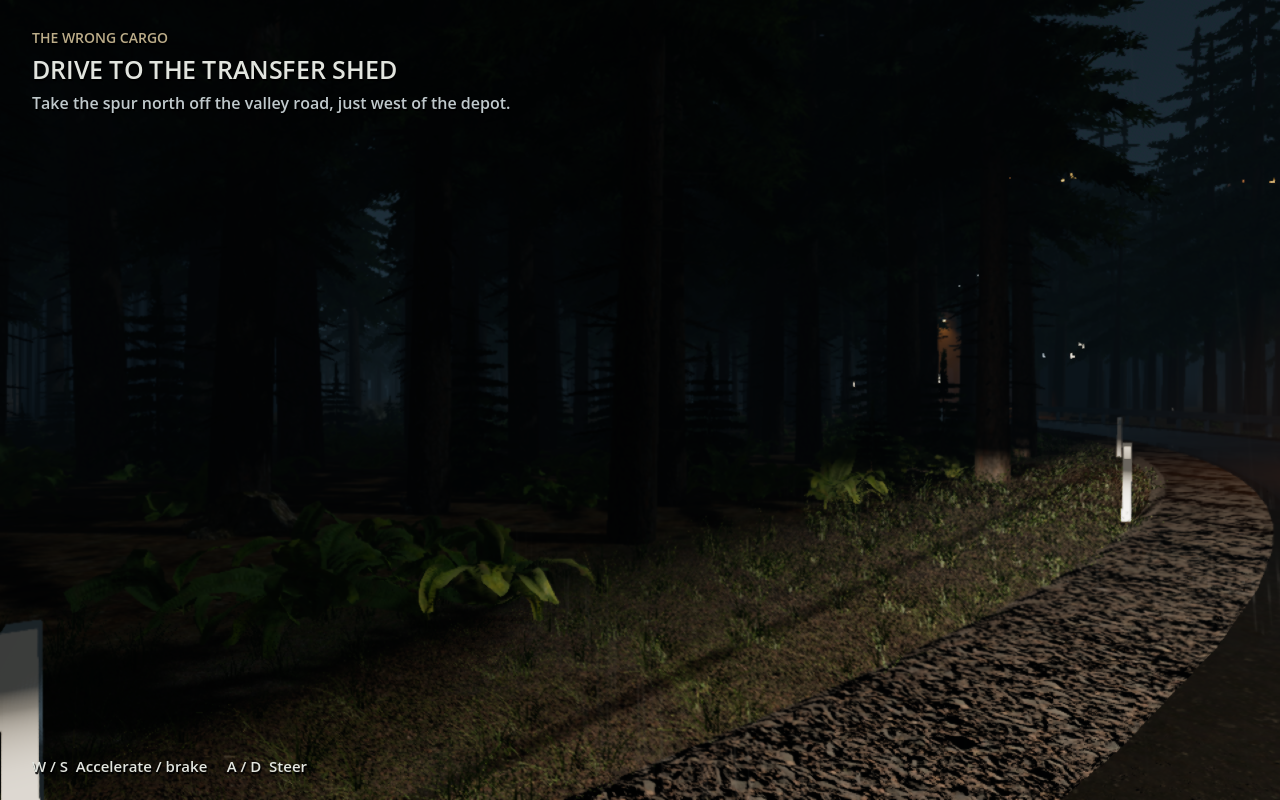 THE WRONG CARGO
DRIVE TO THE TRANSFER SHED
Take the spur north off the valley road, just west of the depot.
W / S Accelerate / brake A / D Steer